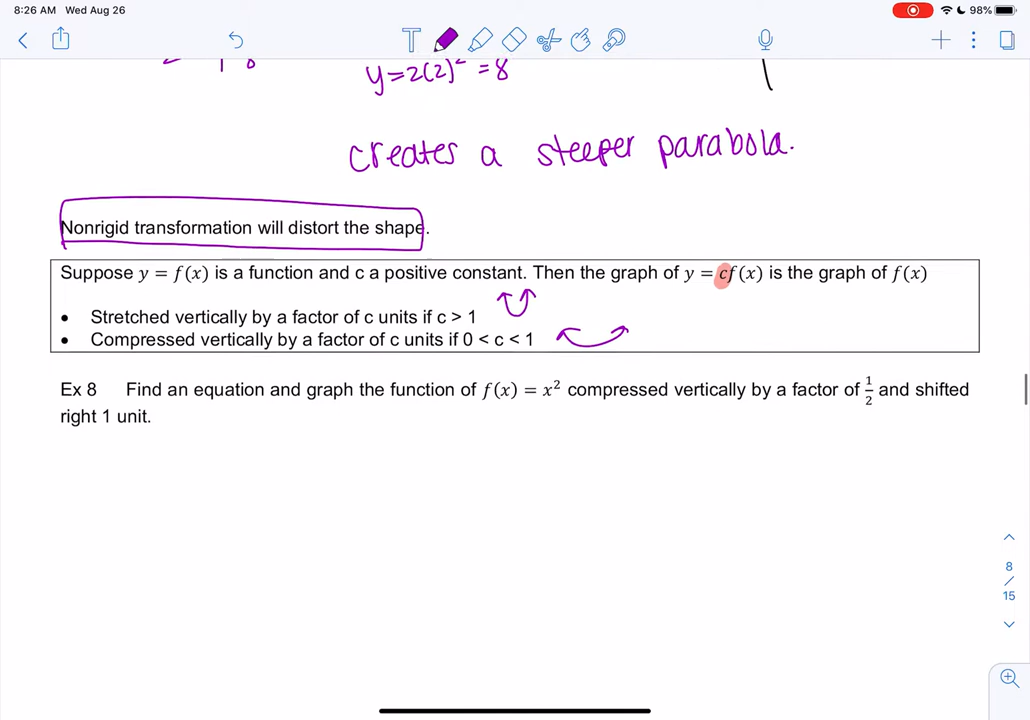 8:26 AM Wed Aug 26
98%
T
y=2(2)² =8
creates a steeper parabola.
Nonrigid transformation will distort the shape.
Suppose y = f(x) is a function and c a positive constant. Then the graph of y = cf(x) is the graph of f(x)
• Stretched vertically by a factor of c units if c > 1
• Compressed vertically by a factor of c units if 0 < c < 1
Ex 8 Find an equation and graph the function of f(x) = x² compressed vertically by a factor of 1/2 and shifted
right 1 unit.
8
/
15